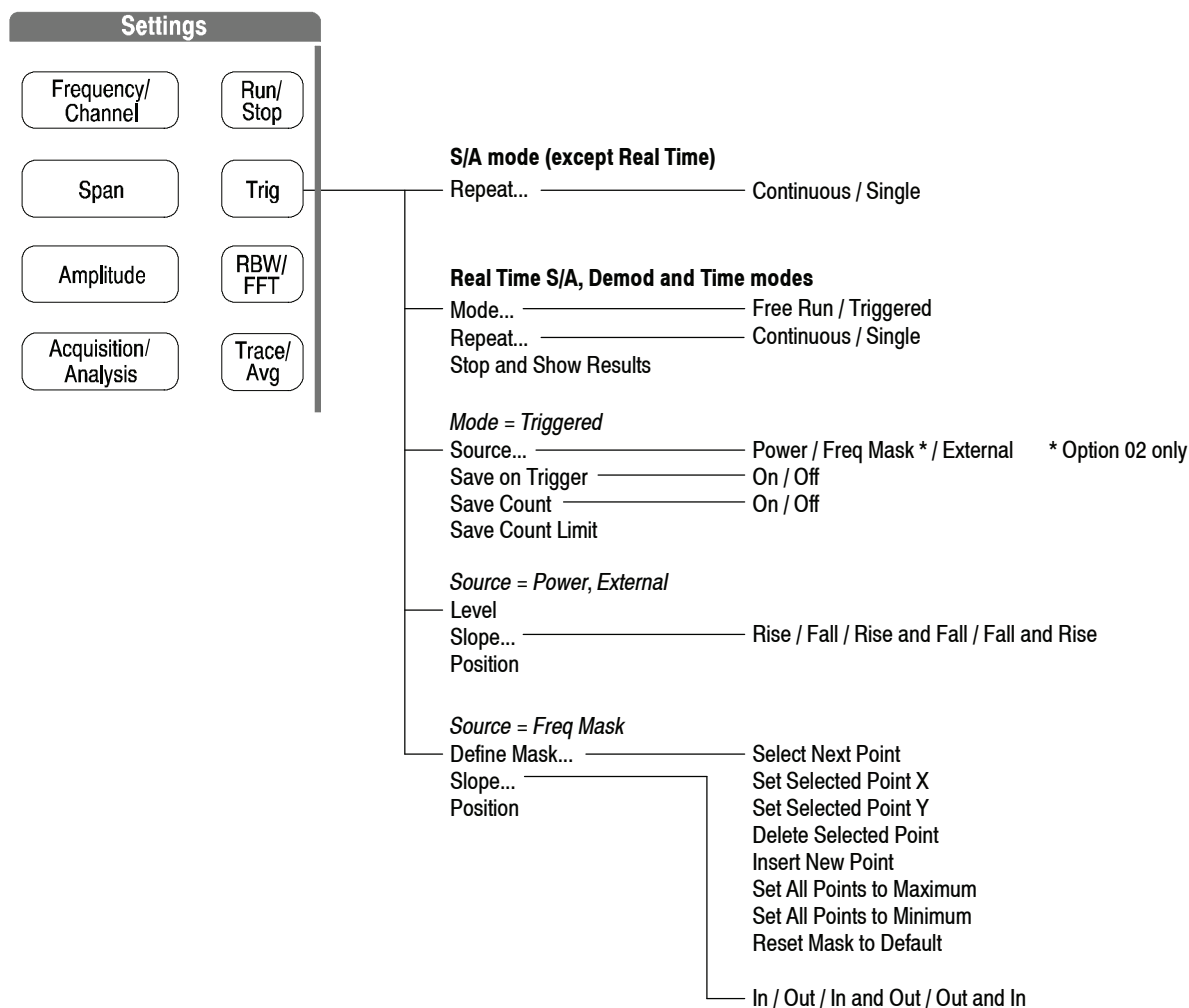 Settings
Frequency/
Channel
Run/
Stop
Span
Trig
Amplitude
RBW/
FFT
Acquisition/
Analysis
Trace/
Avg
S/A mode (except Real Time)
Repeat... Continuous / Single
Real Time S/A, Demod and Time modes
Mode... Free Run / Triggered
Repeat... Continuous / Single
Stop and Show Results
Mode = Triggered
Source... Power / Freq Mask * / External * Option 02 only
Save on Trigger On / Off
Save Count On / Off
Save Count Limit
Source = Power, External
Level
Slope... Rise / Fall / Rise and Fall / Fall and Rise
Position
Source = Freq Mask
Define Mask... Select Next Point
Slope... Set Selected Point X
Position Set Selected Point Y
Delete Selected Point
Insert New Point
Set All Points to Maximum
Set All Points to Minimum
Reset Mask to Default
In / Out / In and Out / Out and In